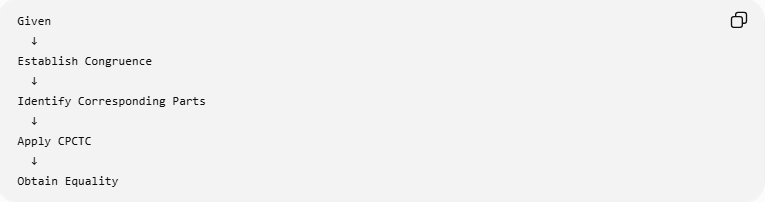 Given
↓
Establish Congruence
↓
Identify Corresponding Parts
↓
Apply CPCTC
↓
Obtain Equality